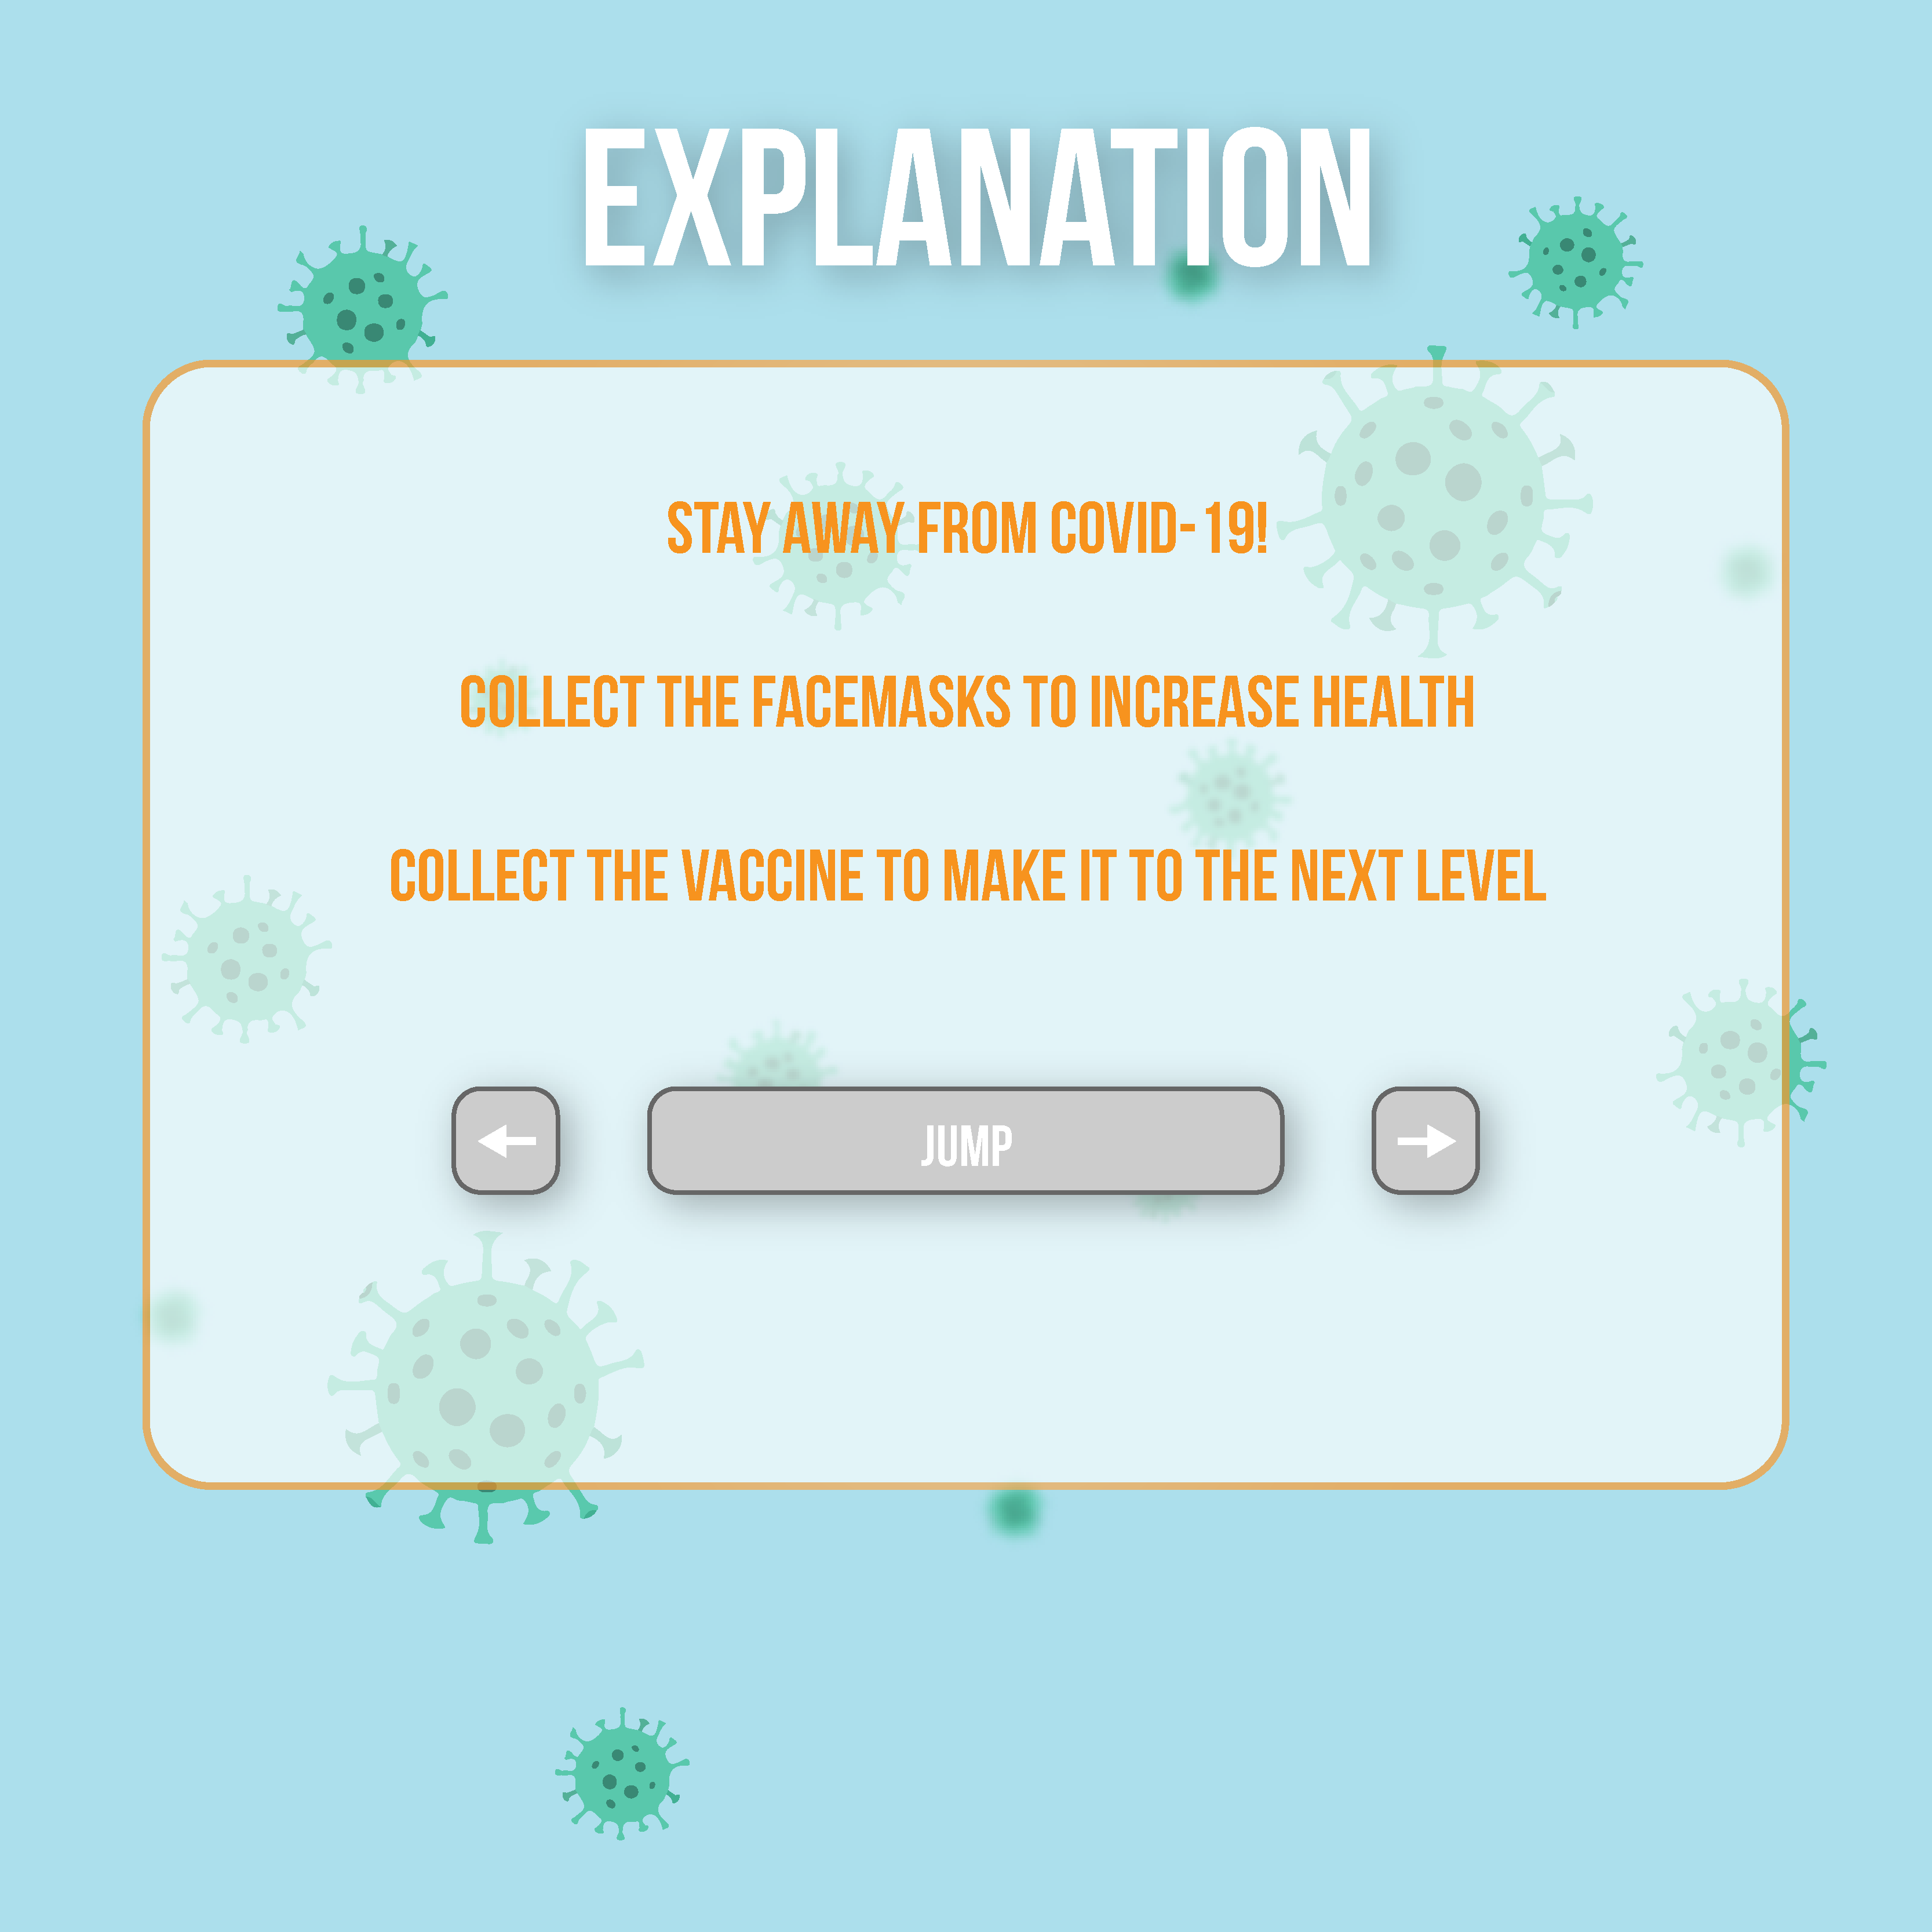 EXPLANATION
STAY AWAY FROM COVID-19!
COLLECT THE FACEMASKS TO INCREASE HEALTH
COLLECT THE VACCINE TO MAKE IT TO THE NEXT LEVEL
JUMP